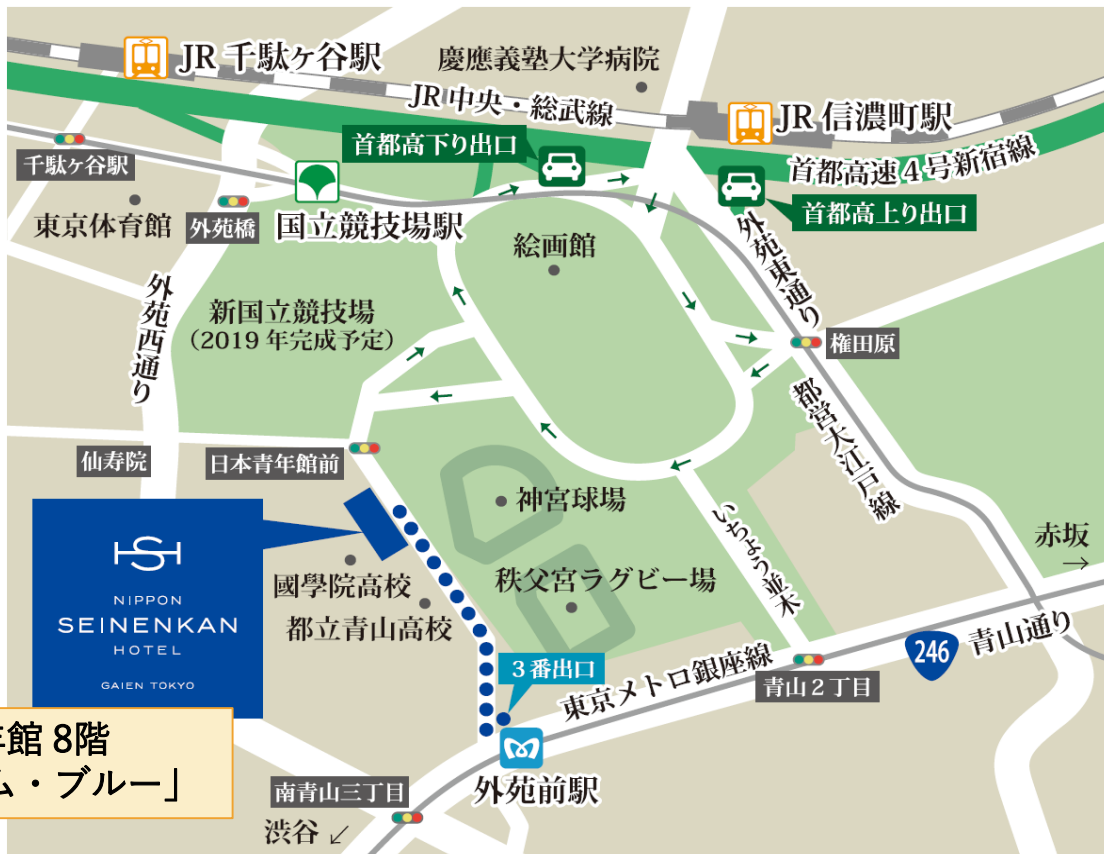 JR 千駄ヶ谷駅
慶應義塾大学病院
JR 中央・総武線
JR 信濃町駅
首都高下り出口
首都高速4号新宿線
千駄ヶ谷駅
首都高上り出口
東京体育館
外苑橋
国立競技場駅
絵画館
外苑東通り
外苑西通り
新国立競技場
(2019 年完成予定)
権田原
都営大江戸線
仙寿院
日本青年館前
神宮球場
いちょう並木
赤坂
→
NIPPON
SEINENKAN
HOTEL
GAIEN TOKYO
國學院高校
都立青山高校
秩父宮ラグビー場
3番出口
東京メトロ銀座線
青山2丁目
246
青山通り
年館 8階
ム・ブルー」
外苑前駅
南青山三丁目
渋谷 ↙